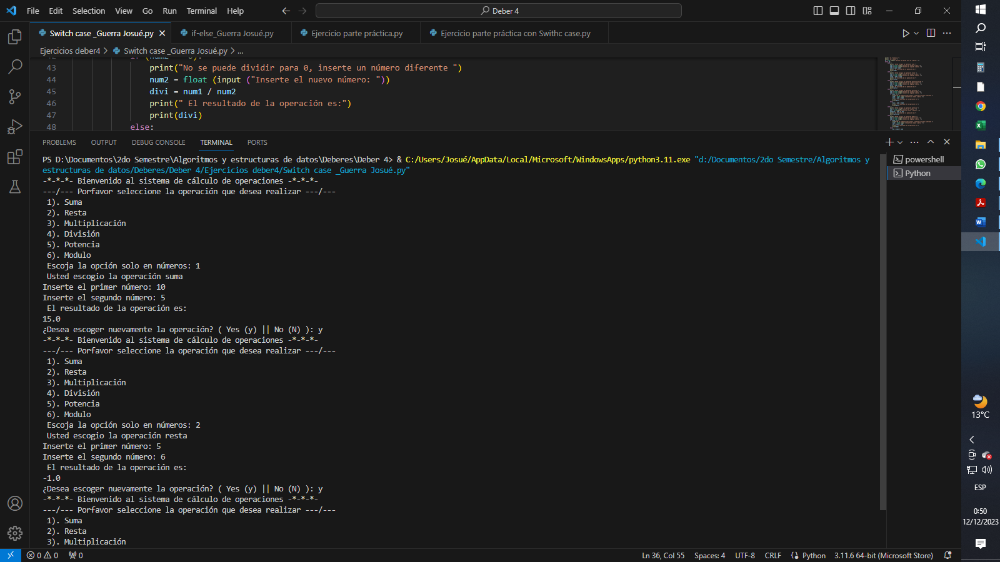 File Edit Selection View Go Run Terminal Help
Deber 4
Switch case _Guerra Josué.py
if-else_Guerra Josué.py
Ejercicio parte práctica.py
Ejercicio parte práctica con Swithc case.py
Ejercicios deber4 > Switch case _Guerra Josué.py > ...
43 print("No se puede dividir para 0, inserte un número diferente ")
44 num2 = float (input ("Inserte el nuevo número: "))
45 divi = num1 / num2
46 print(" El resultado de la operación es:")
47 print(divi)
48 else:
PROBLEMS OUTPUT DEBUG CONSOLE TERMINAL PORTS
powershell
Python
PS D:\Documentos\2do Semestre\Algoritmos y estructuras de datos\Deberes\Deber 4> & C:/Users/Josué/AppData/Local/Microsoft/WindowsApps/python3.11.exe "d:/Documentos/2do Semestre/Algoritmos y
estructuras de datos/Deberes/Deber 4/Ejercicios deber4/Switch case _Guerra Josué.py"
-*-*-*- Bienvenido al sistema de cálculo de operaciones -*-*-*-
---/--- Porfavor seleccione la operación que desea realizar ---/---
1). Suma
2). Resta
3). Multiplicación
4). División
5). Potencia
6). Modulo
Escoja la opción solo en números: 1
Usted escogio la operación suma
Inserte el primer número: 10
Inserte el segundo número: 5
El resultado de la operación es:
15.0
¿Desea escoger nuevamente la operación? ( Yes (y) || No (N) ): y
-*-*-*- Bienvenido al sistema de cálculo de operaciones -*-*-*-
---/--- Porfavor seleccione la operación que desea realizar ---/---
1). Suma
2). Resta
3). Multiplicación
4). División
5). Potencia
6). Modulo
Escoja la opción solo en números: 2
Usted escogio la operación resta
Inserte el primer número: 5
Inserte el segundo número: 6
El resultado de la operación es:
-1.0
¿Desea escoger nuevamente la operación? ( Yes (y) || No (N) ): y
-*-*-*- Bienvenido al sistema de cálculo de operaciones -*-*-*-
---/--- Porfavor seleccione la operación que desea realizar ---/---
1). Suma
2). Resta
3). Multiplicación
13°C
ESP
0:50
12/12/2023
0 0 0
Ln 36, Col 55 Spaces: 4 UTF-8 CRLF Python 3.11.6 64-bit (Microsoft Store)